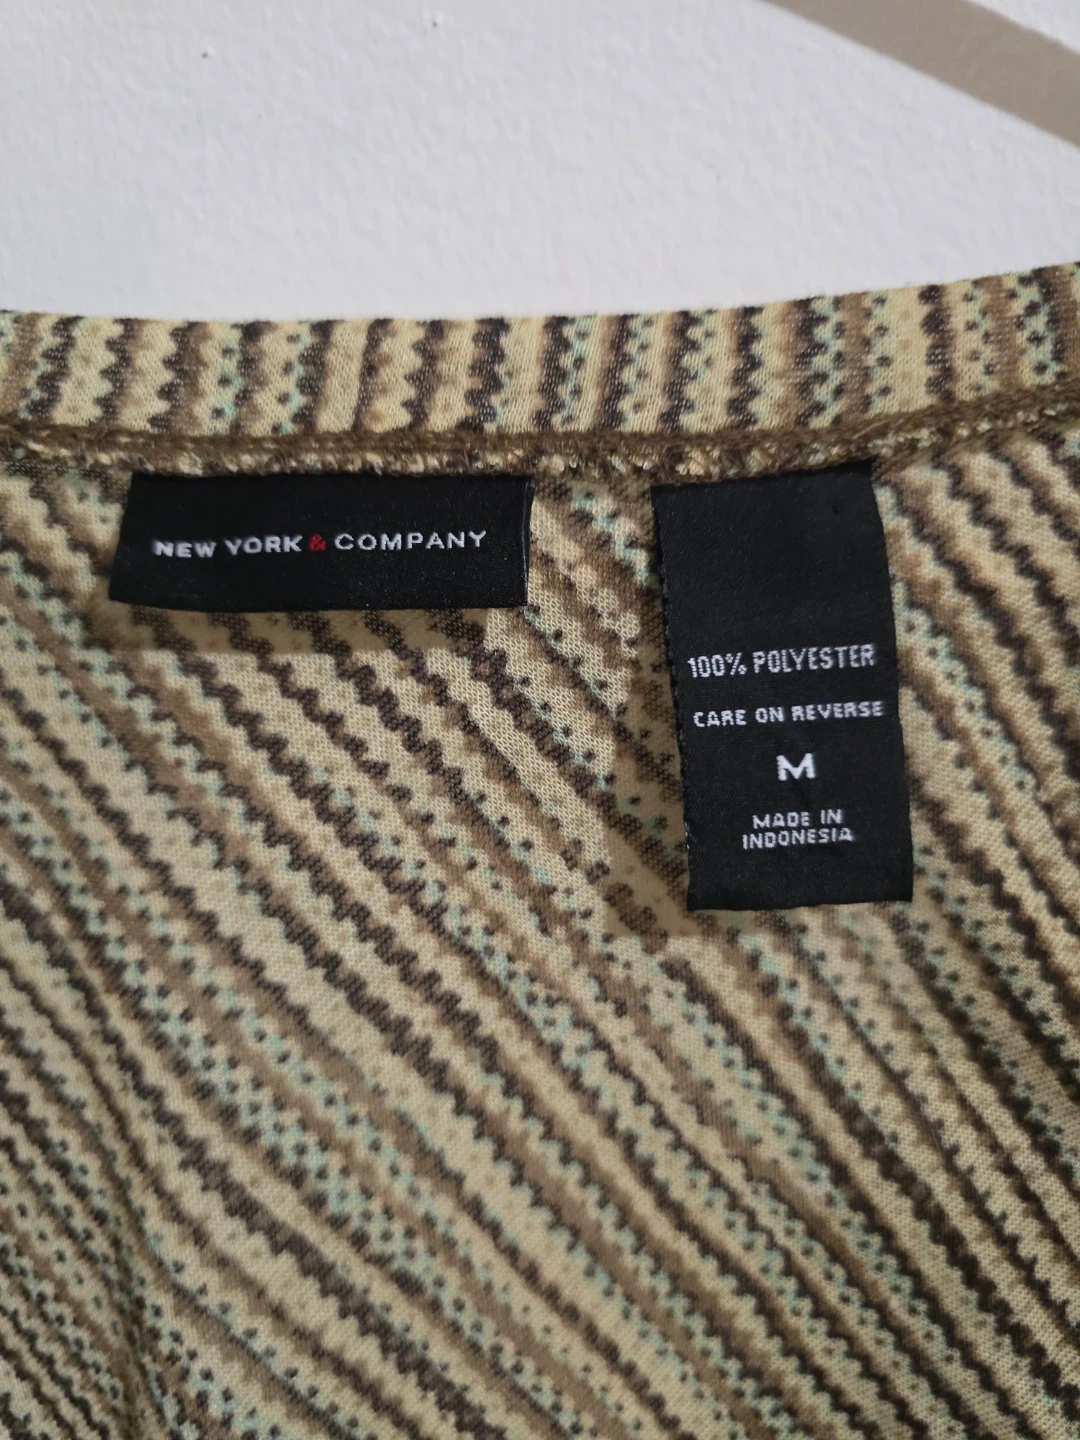 NEW YORK & COMPANY
100% POLYESTER
CARE ON REVERSE
M
MADE IN
INDONESIA